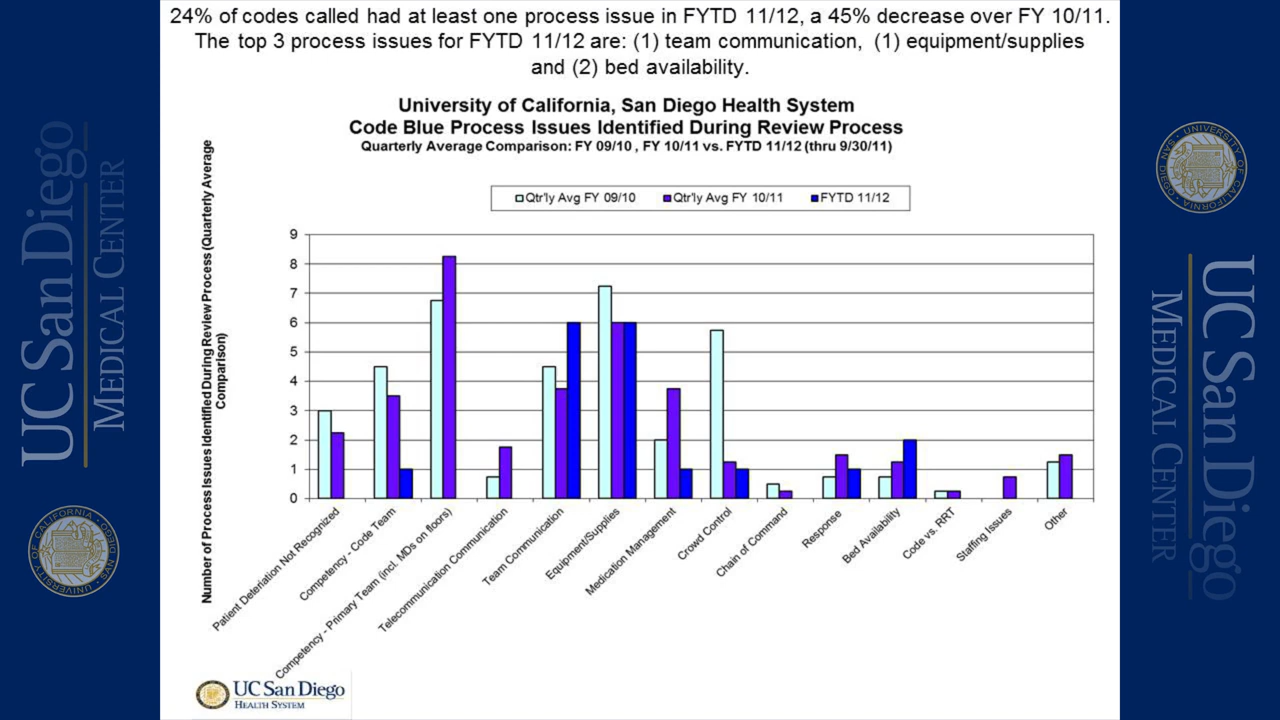 24% of codes called had at least one process issue in FYTD 11/12, a 45% decrease over FY 10/11.
The top 3 process issues for FYTD 11/12 are: (1) team communication, (1) equipment/supplies
and (2) bed availability.
University of California, San Diego Health System
Code Blue Process Issues Identified During Review Process
Quarterly Average Comparison: FY 09/10 , FY 10/11 vs. FYTD 11/12 (thru 9/30/11)
Qtr'ly Avg FY 09/10
Qtr'ly Avg FY 10/11
FYTD 11/12
Number of Process Issues Identified During Review Process (Quarterly Average
Comparison)
9
8
7
6
5
4
3
2
1
0
Patient Deteriation Not Recognized
Competency - Code Team
Competency - Primary Team (incl. MDs on floors)
Telecommunication Communication
Team Communication
Equipment/Supplies
Medication Management
Crowd Control
Chain of Command
Response
Bed Availability
Code vs. RRT
Staffing Issues
Other
UC San Diego
HEALTH SYSTEM
UC San Diego
MEDICAL CENTER
UC San Diego
MEDICAL CENTER
UC San Diego